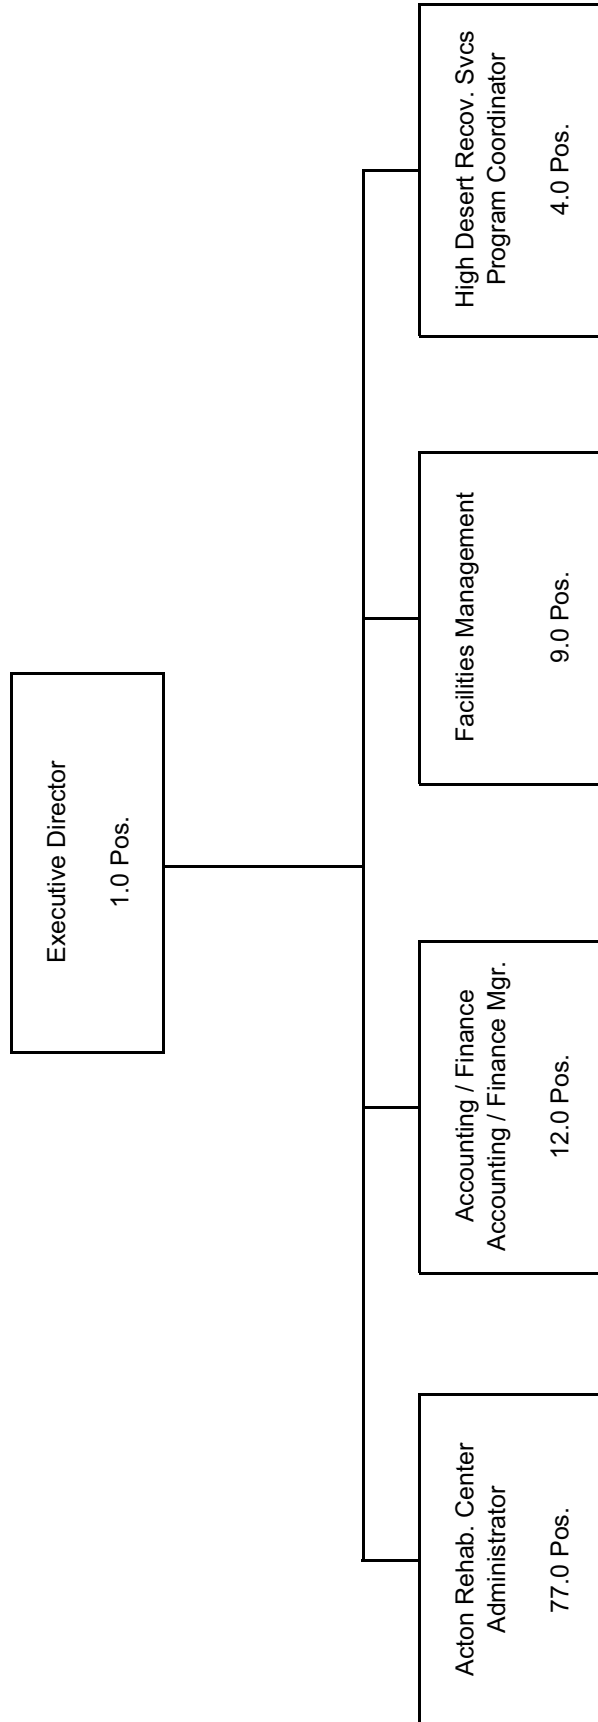 Executive Director
1.0 Pos.
Acton Rehab. Center
Administrator
77.0 Pos.
Accounting / Finance
Accounting / Finance Mgr.
12.0 Pos.
Facilities Management
9.0 Pos.
High Desert Recov. Svcs
Program Coordinator
4.0 Pos.